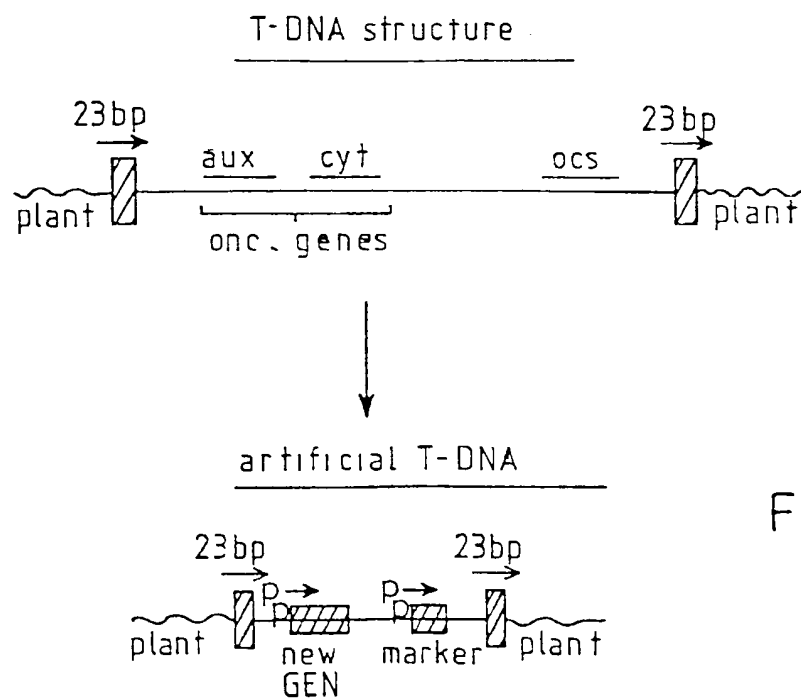 T-DNA structure
23bp 23bp
aux cyt ocs
plant plant
onc. genes
artificial T-DNA
F
23bp 23bp
p p
p p
plant new marker plant
GEN